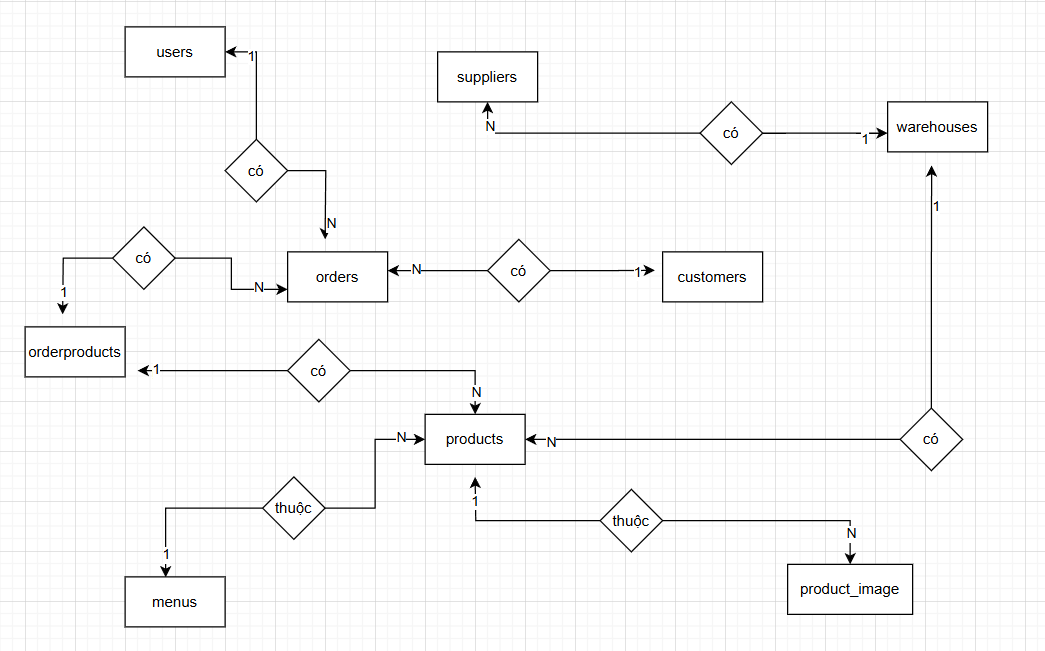 users
1
suppliers
N
có
1
warehouses
có
N
1
có
1
N
orders
N
có
1
customers
orderproducts
1
có
N
N
products
N
có
thuộc
1
thuộc
N
1
menus
product_image